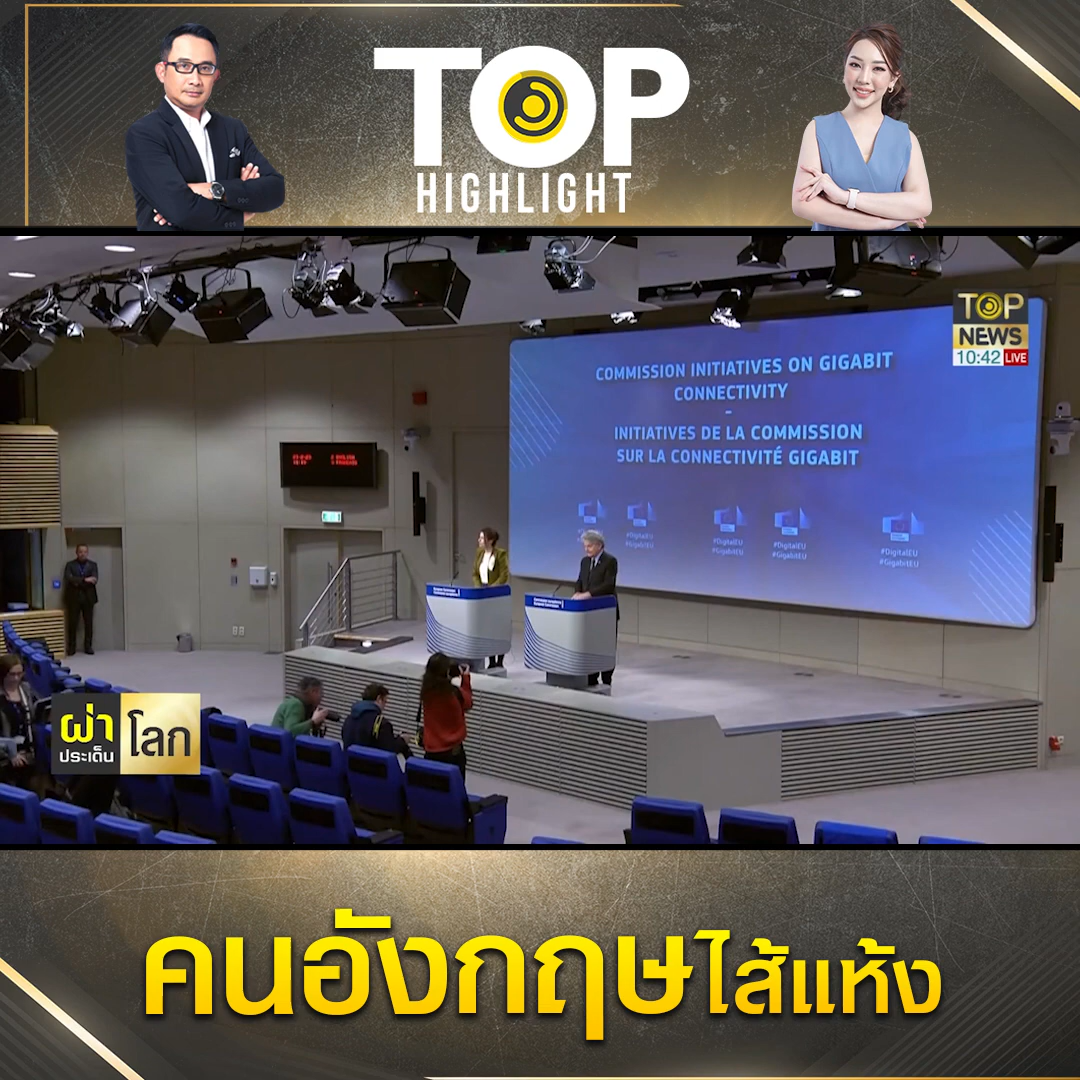 TOP
HIGHLIGHT
TOP
NEWS
10:42 LIVE
COMMISSION INITIATIVES ON GIGABIT
CONNECTIVITY
-
INITIATIVES DE LA COMMISSION
SUR LA CONNECTIVITÉ GIGABIT
#DigitalEU
#GigabitEU
#DigitalEU
#GigabitEU
#DigitalEU
#GigabitEU
#DigitalEU
#GigabitEU
ผ่า
ประเด็น
โลก
คนอังกฤษไส้แห้ง